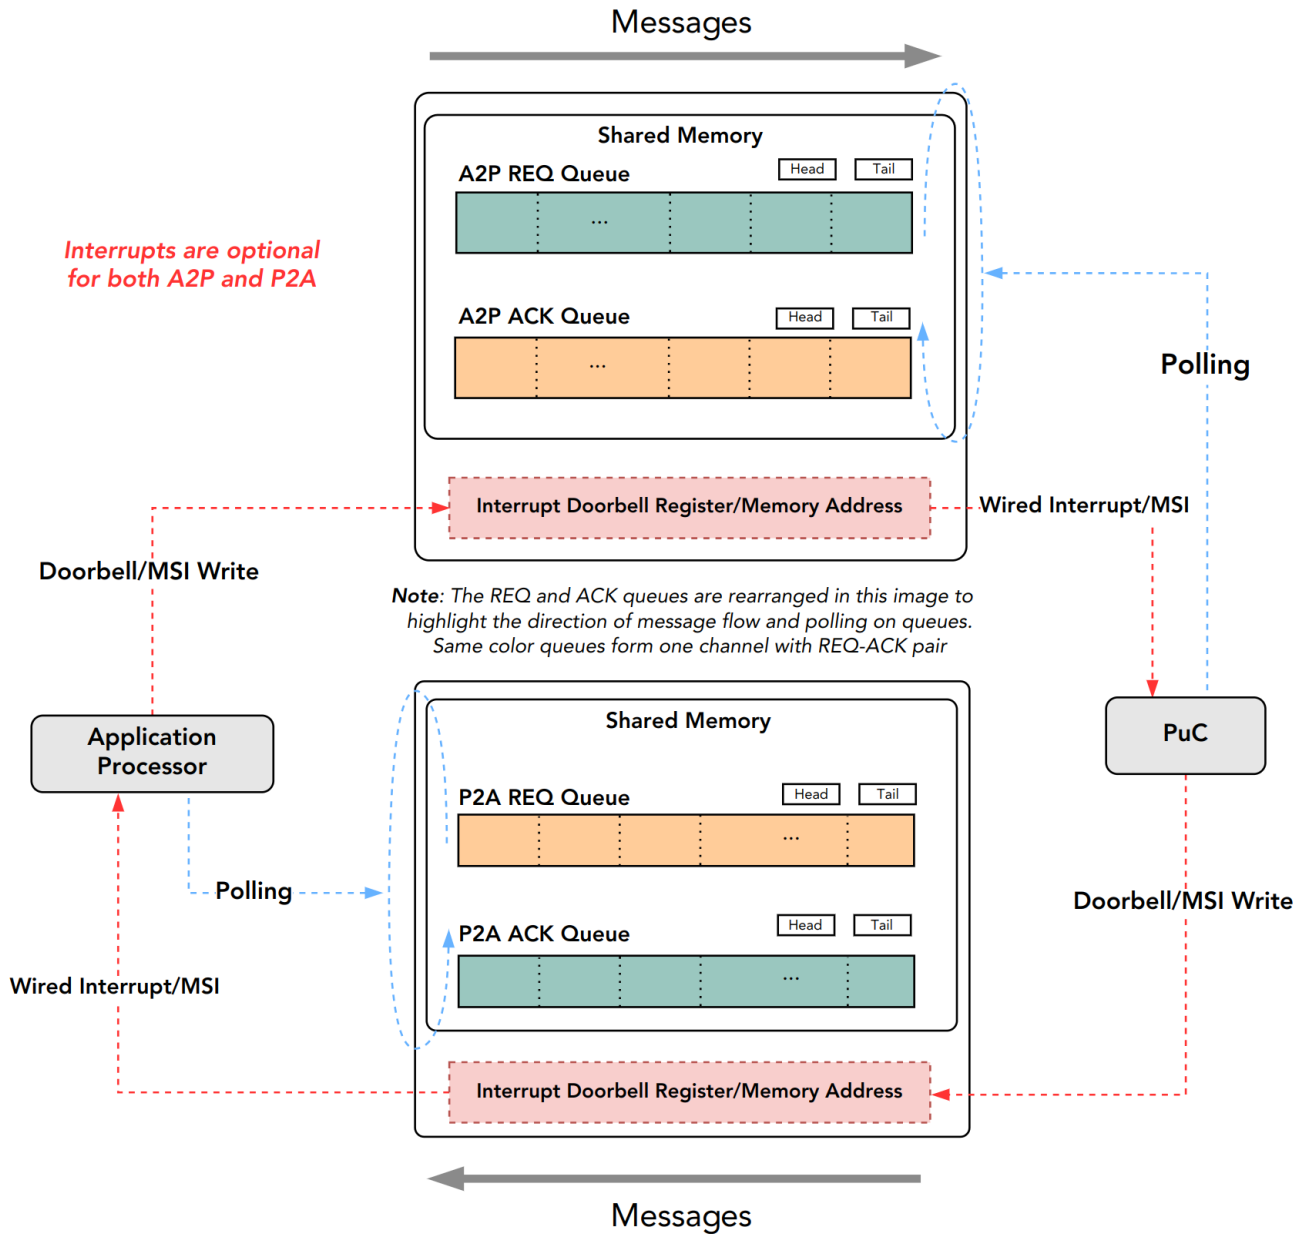 Messages
Shared Memory
A2P REQ Queue
Head
Tail
...
Interrupts are optional
for both A2P and P2A
A2P ACK Queue
Head
Tail
...
Polling
Interrupt Doorbell Register/Memory Address
Wired Interrupt/MSI
Doorbell/MSI Write
Note: The REQ and ACK queues are rearranged in this image to
highlight the direction of message flow and polling on queues.
Same color queues form one channel with REQ-ACK pair
Shared Memory
Application
Processor
PuC
P2A REQ Queue
Head
Tail
...
Polling
Doorbell/MSI Write
P2A ACK Queue
Head
Tail
...
Wired Interrupt/MSI
Interrupt Doorbell Register/Memory Address
Messages